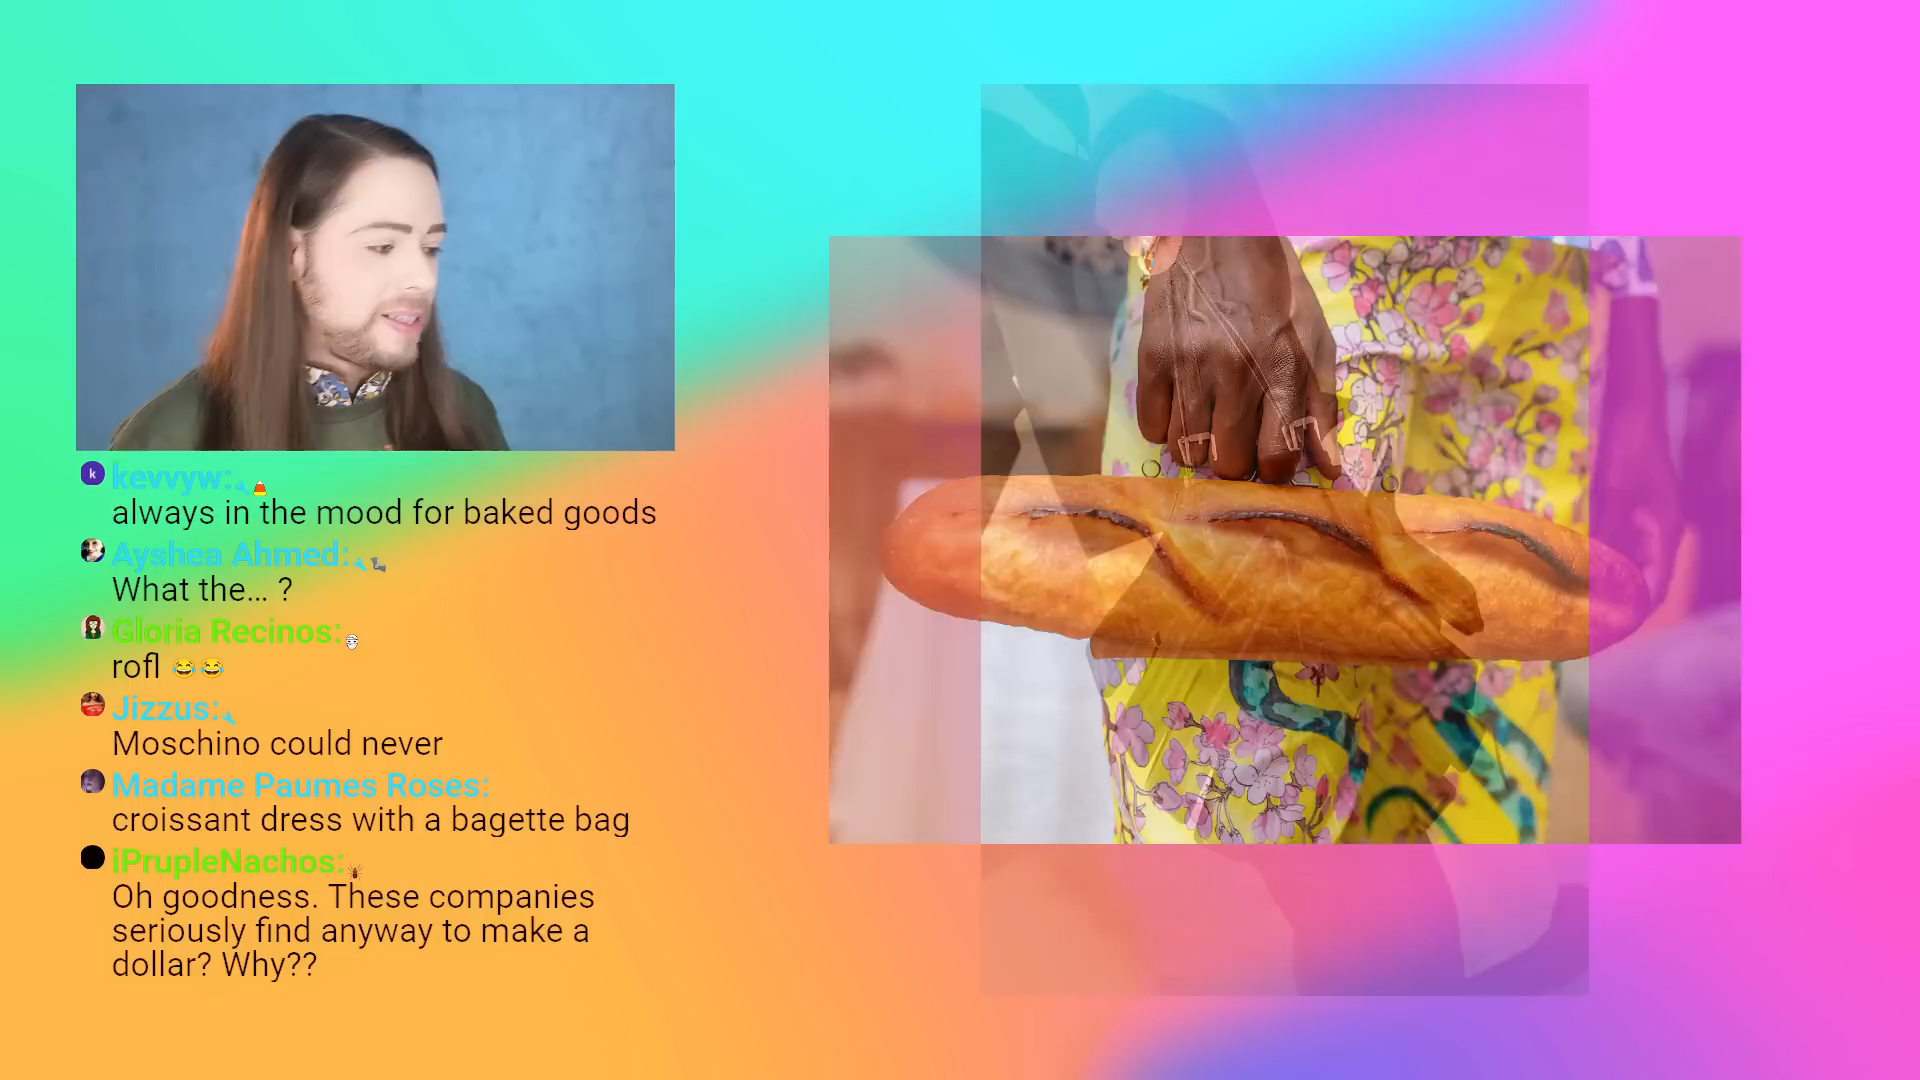 k
kevvyw:
always in the mood for baked goods
Ayshea Ahmed:
What the... ?
Gloria Recinos:
rofl 😂😂
Jizzus:
Moschino could never
Madame Paumes Roses:
croissant dress with a bagette bag
iPrupleNachos:
Oh goodness. These companies
seriously find anyway to make a
dollar? Why??